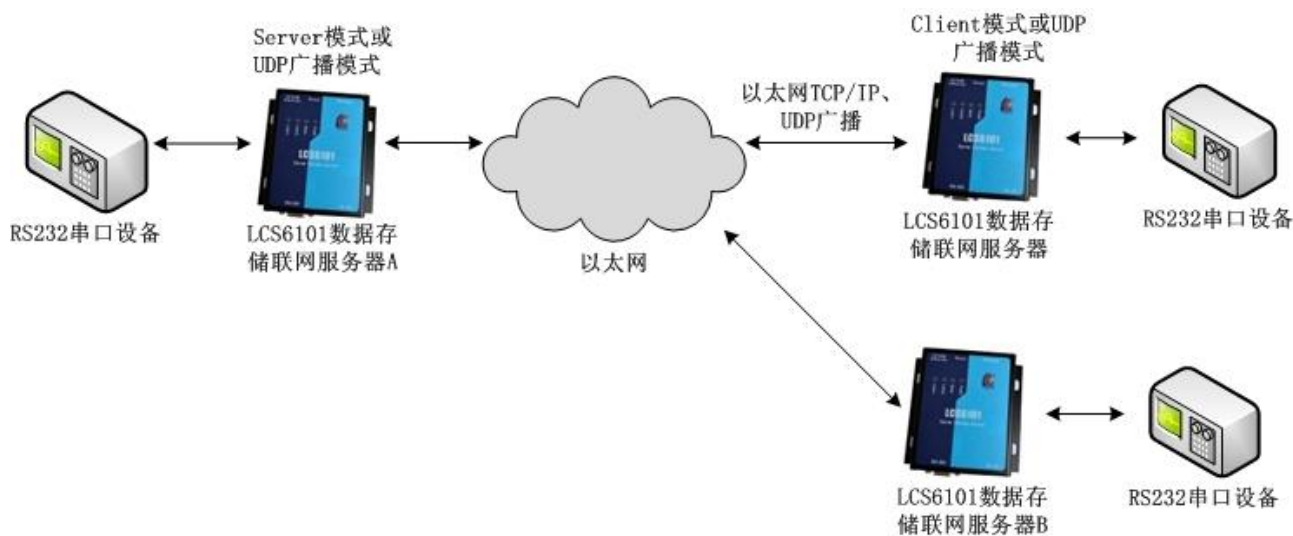 Server模式或
UDP广播模式
Client模式或UDP
广播模式
以太网TCP/IP、
UDP广播
LCS6101
LCS6101
RS232串口设备
LCS6101数据存
储联网服务器A
以太网
LCS6101数据存
储联网服务器
RS232串口设备
LCS6101
LCS6101数据存
储联网服务器B
RS232串口设备